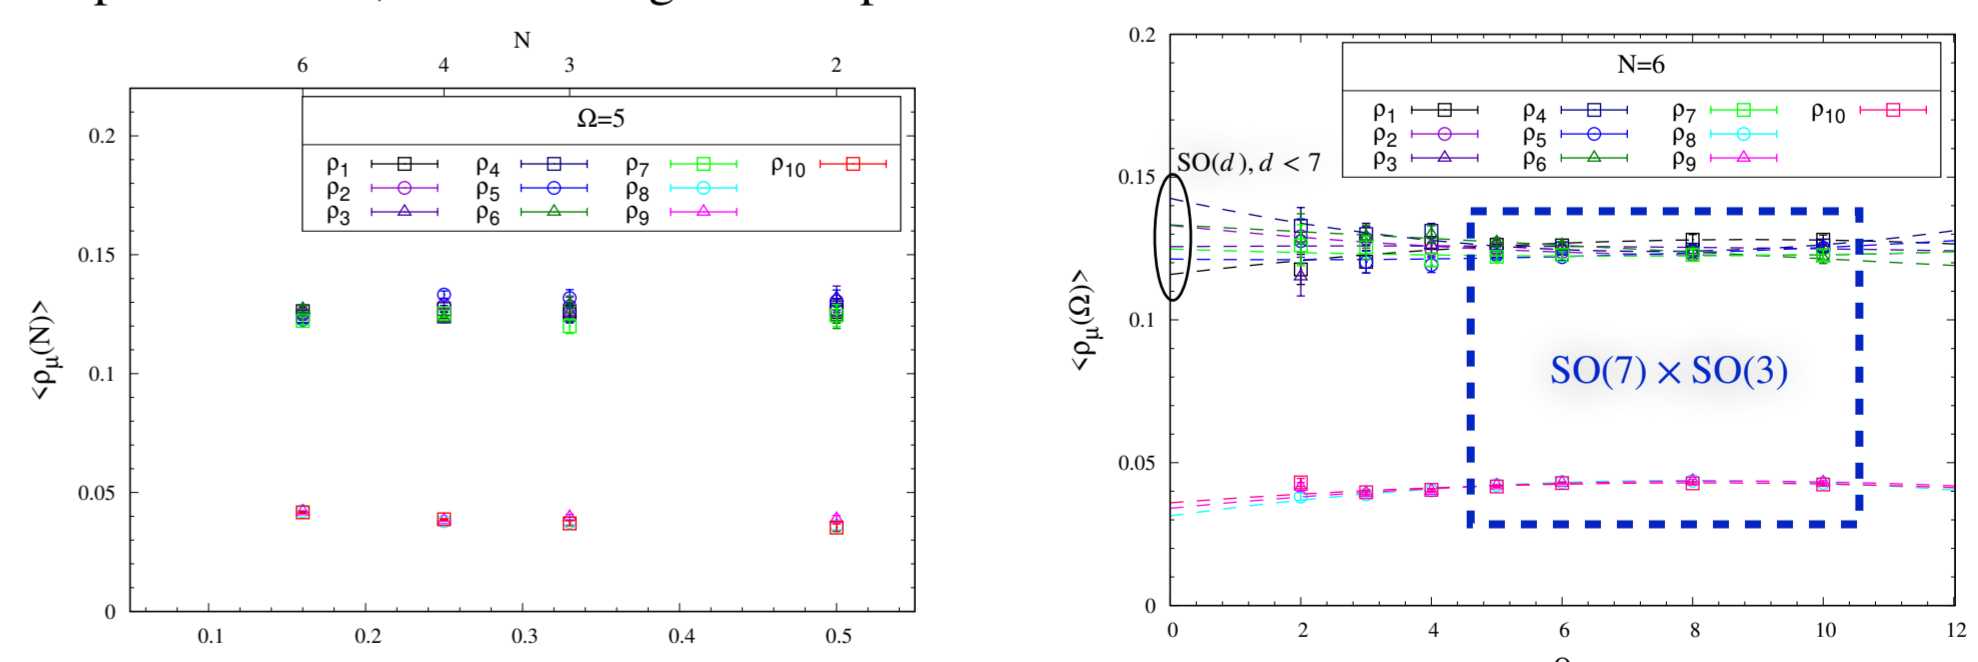 N
6 4 3 2
Ω=5
ρ1 ρ4 ρ7 ρ10
ρ2 ρ5 ρ8
ρ3 ρ6 ρ9
0.2
0.15
0.1
0.05
0
<ρμ(N)>
0.1 0.2 0.3 0.4 0.5
0.2
N=6
ρ1 ρ4 ρ7 ρ10
ρ2 ρ5 ρ8
ρ3 ρ6 ρ9
SO(d), d < 7
0.15
0.1
0.05
0
<ρμ(Ω)>
SO(7) × SO(3)
0 2 4 6 8 10 12